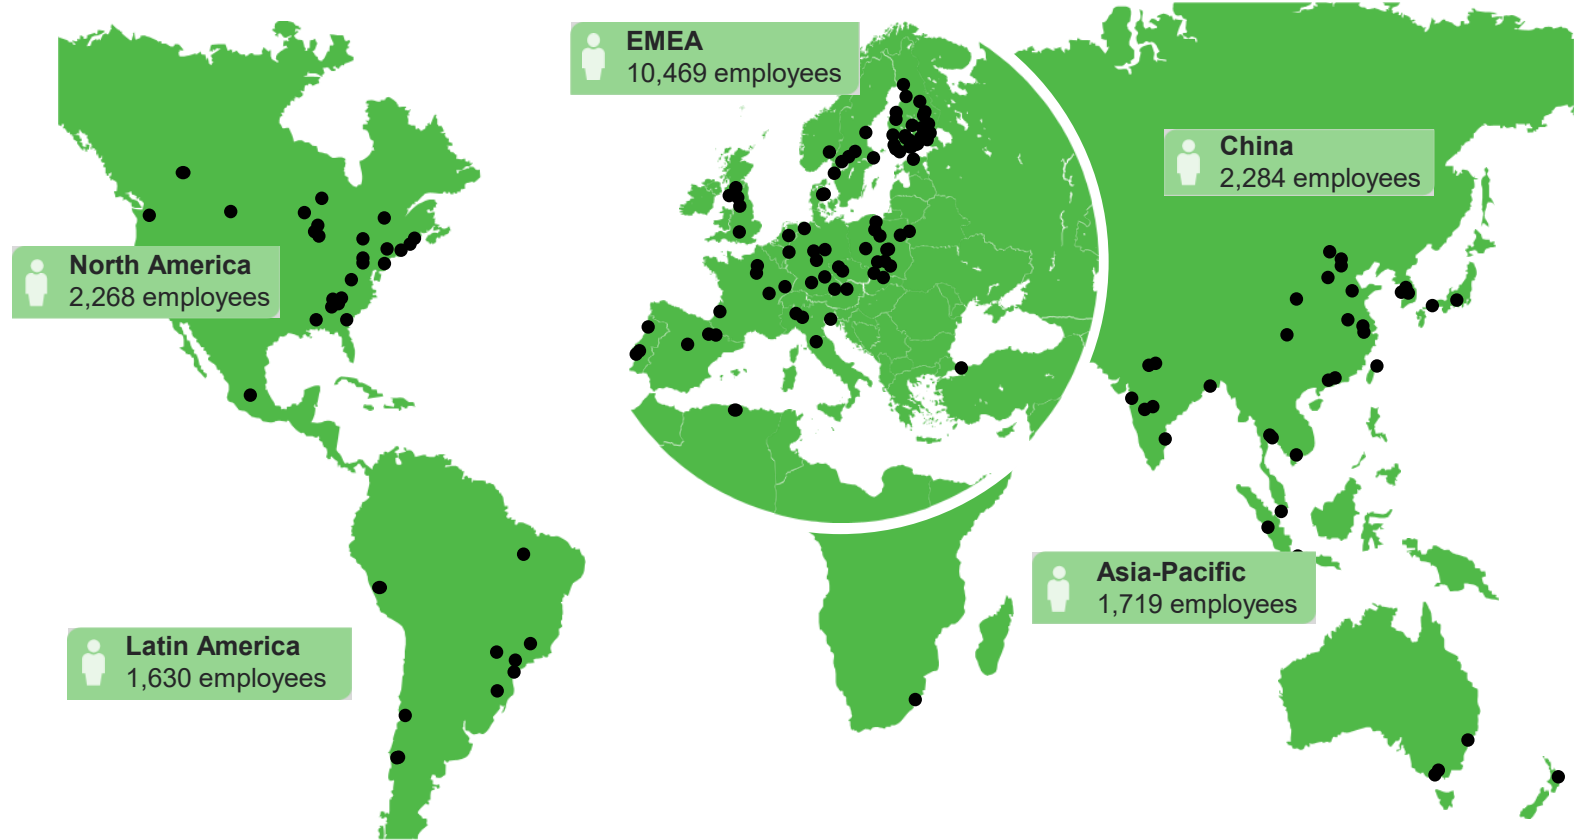 EMEA
10,469 employees
China
2,284 employees
North America
2,268 employees
Asia-Pacific
1,719 employees
Latin America
1,630 employees